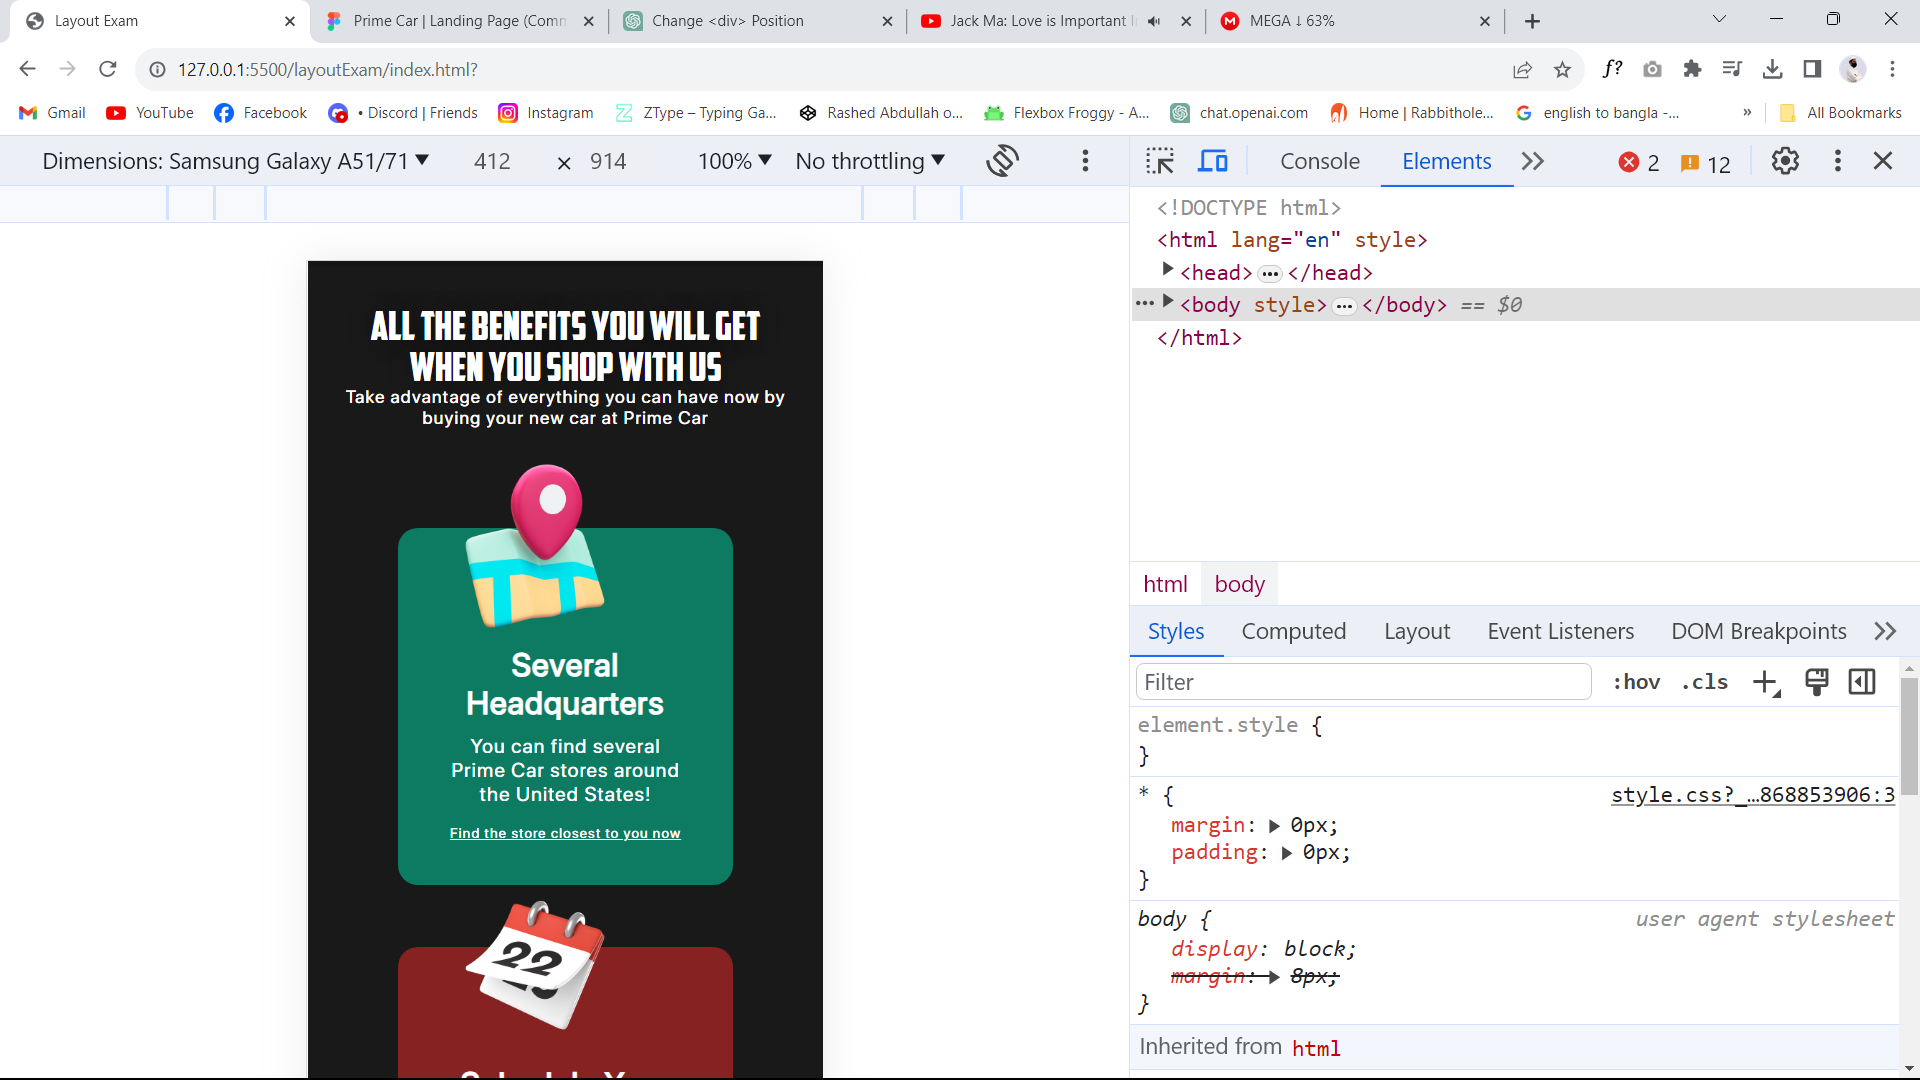 Layout Exam
Prime Car | Landing Page (Comm
Change <div> Position
Jack Ma: Love is Important I
MEGA ↓ 63%
127.0.0.1:5500/layoutExam/index.html?
f?
Gmail
YouTube
Facebook
• Discord | Friends
Instagram
ZType – Typing Ga...
Rashed Abdullah o...
Flexbox Froggy - A...
chat.openai.com
Home | Rabbithole...
english to bangla -...
»
All Bookmarks
Dimensions: Samsung Galaxy A51/71 ▼
412 × 914
100% ▼
No throttling ▼
Console
Elements
2
12
<!DOCTYPE html>
<html lang="en" style>
<head>…</head>
<body style>…</body> == $0
</html>
html
body
Styles
Computed
Layout
Event Listeners
DOM Breakpoints
Filter
:hov
.cls
element.style {
}
* {
style.css?_…868853906:3
margin: 0px;
padding: 0px;
}
body {
user agent stylesheet
display: block;
margin: 8px;
}
Inherited from html
ALL THE BENEFITS YOU WILL GET
WHEN YOU SHOP WITH US
Take advantage of everything you can have now by
buying your new car at Prime Car
Several
Headquarters
You can find several
Prime Car stores around
the United States!
Find the store closest to you now
22